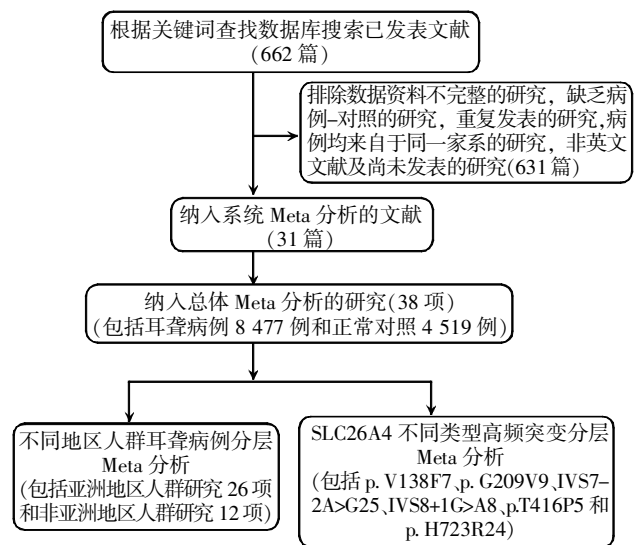 根据关键词查找数据库搜索已发表文献
(662 篇)
排除数据资料不完整的研究，缺乏病
例-对照的研究，重复发表的研究,病
例均来自于同一家系的研究，非英文
文献及尚未发表的研究(631 篇)
纳入系统 Meta 分析的文献
(31 篇)
纳入总体 Meta 分析的研究(38 项)
(包括耳聋病例 8 477 例和正常对照 4 519 例)
不同地区人群耳聋病例分层
Meta 分析
(包括亚洲地区人群研究 26 项
和非亚洲地区人群研究 12 项)
SLC26A4 不同类型高频突变分层
Meta 分析
(包括 p. V138F7、p. G209V9、IVS7-
2A>G25、IVS8+1G>A8、p.T416P5 和
p. H723R24)